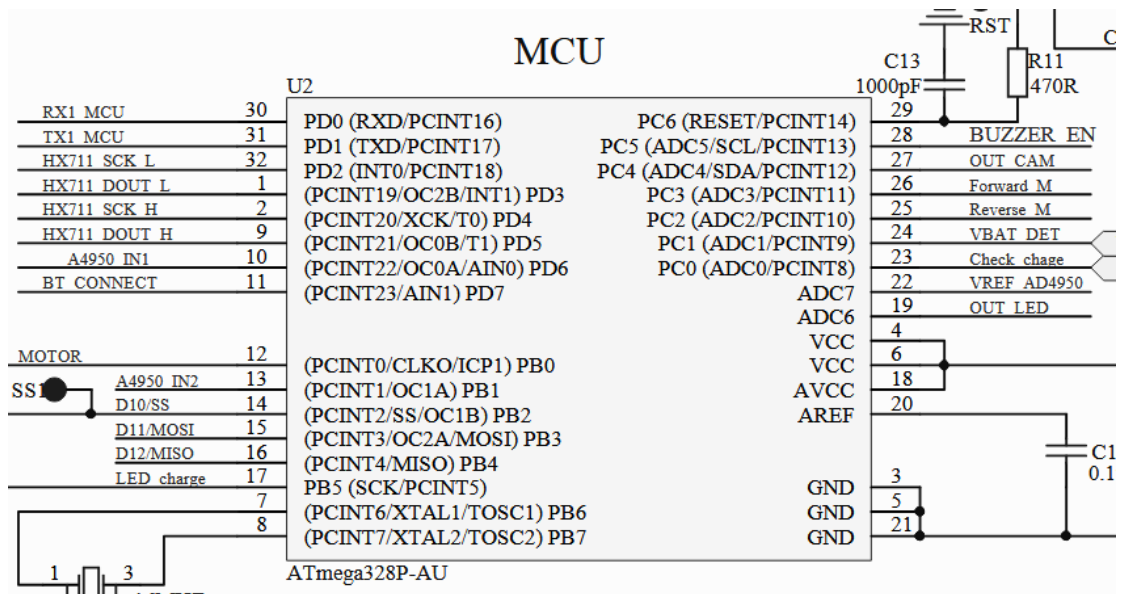 MCU
RST
C
C13
1000pF
R11
470R
U2
RX1 MCU 30 PD0 (RXD/PCINT16)
TX1 MCU 31 PD1 (TXD/PCINT17)
HX711 SCK L 32 PD2 (INT0/PCINT18)
HX711 DOUT L 1 (PCINT19/OC2B/INT1) PD3
HX711 SCK H 2 (PCINT20/XCK/T0) PD4
HX711 DOUT H 9 (PCINT21/OC0B/T1) PD5
A4950 IN1 10 (PCINT22/OC0A/AIN0) PD6
BT CONNECT 11 (PCINT23/AIN1) PD7
MOTOR 12 (PCINT0/CLKO/ICP1) PB0
SS1
A4950 IN2 13 (PCINT1/OC1A) PB1
D10/SS 14 (PCINT2/SS/OC1B) PB2
D11/MOSI 15 (PCINT3/OC2A/MOSI) PB3
D12/MISO 16 (PCINT4/MISO) PB4
LED charge 17 PB5 (SCK/PCINT5)
7 (PCINT6/XTAL1/TOSC1) PB6
8 (PCINT7/XTAL2/TOSC2) PB7
PC6 (RESET/PCINT14) 29
PC5 (ADC5/SCL/PCINT13) 28 BUZZER EN
PC4 (ADC4/SDA/PCINT12) 27 OUT CAM
PC3 (ADC3/PCINT11) 26 Forward M
PC2 (ADC2/PCINT10) 25 Reverse M
PC1 (ADC1/PCINT9) 24 VBAT DET
PC0 (ADC0/PCINT8) 23 Check chage
ADC7 22 VREF AD4950
ADC6 19 OUT LED
VCC 4
VCC 6
AVCC 18
AREF 20
C1
0.1
GND 3
GND 5
GND 21
ATmega328P-AU
1 3